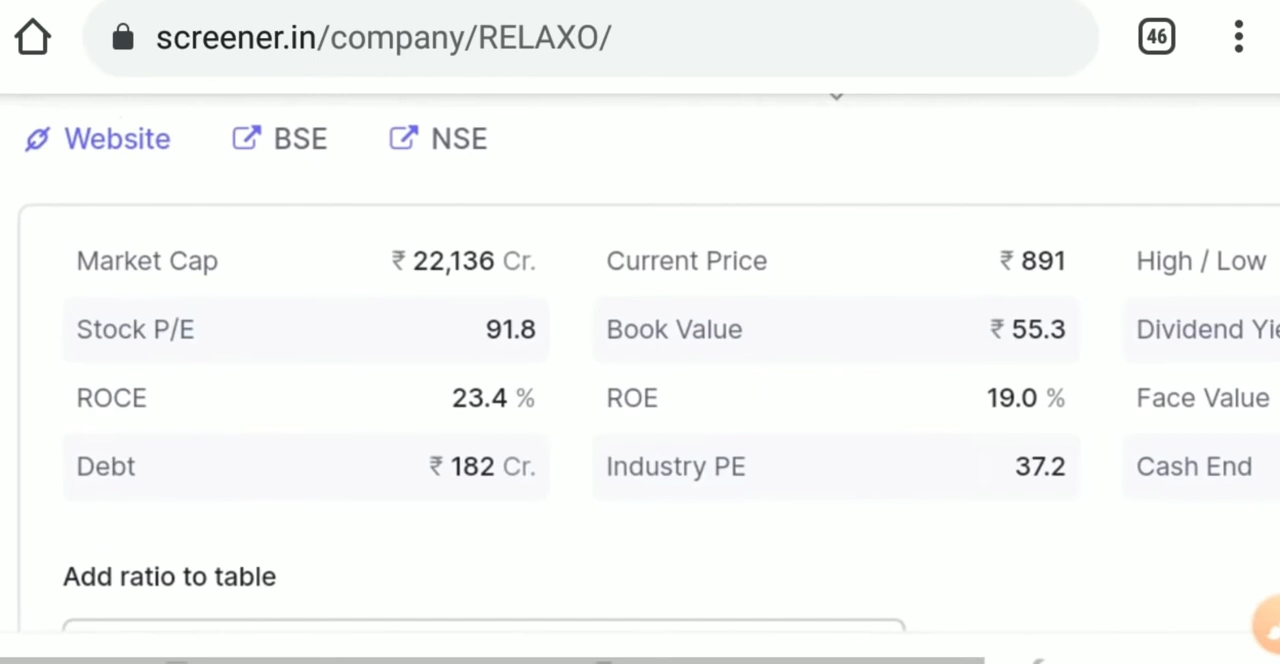 screener.in/company/RELAXO/ 46
Website BSE NSE
Market Cap ₹ 22,136 Cr. Current Price ₹ 891 High / Low
Stock P/E 91.8 Book Value ₹ 55.3 Dividend Yie
ROCE 23.4 % ROE 19.0 % Face Value
Debt ₹ 182 Cr. Industry PE 37.2 Cash End
Add ratio to table